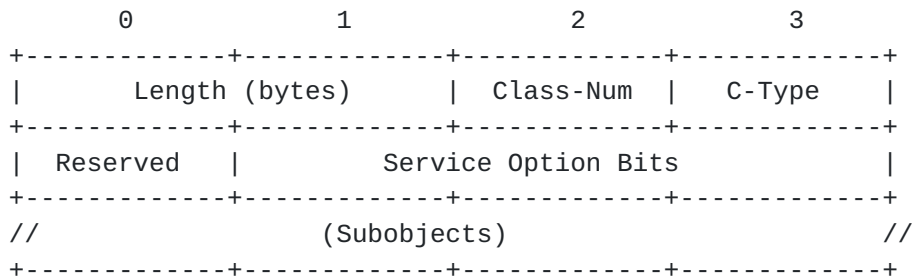 0 1 2 3
+-------------+-------------+-------------+-------------+
| Length (bytes) | Class-Num | C-Type |
+-------------+-------------+-------------+-------------+
| Reserved | Service Option Bits |
+-------------+-------------+-------------+-------------+
// (Subobjects) //
+-------------+-------------+-------------+-------------+